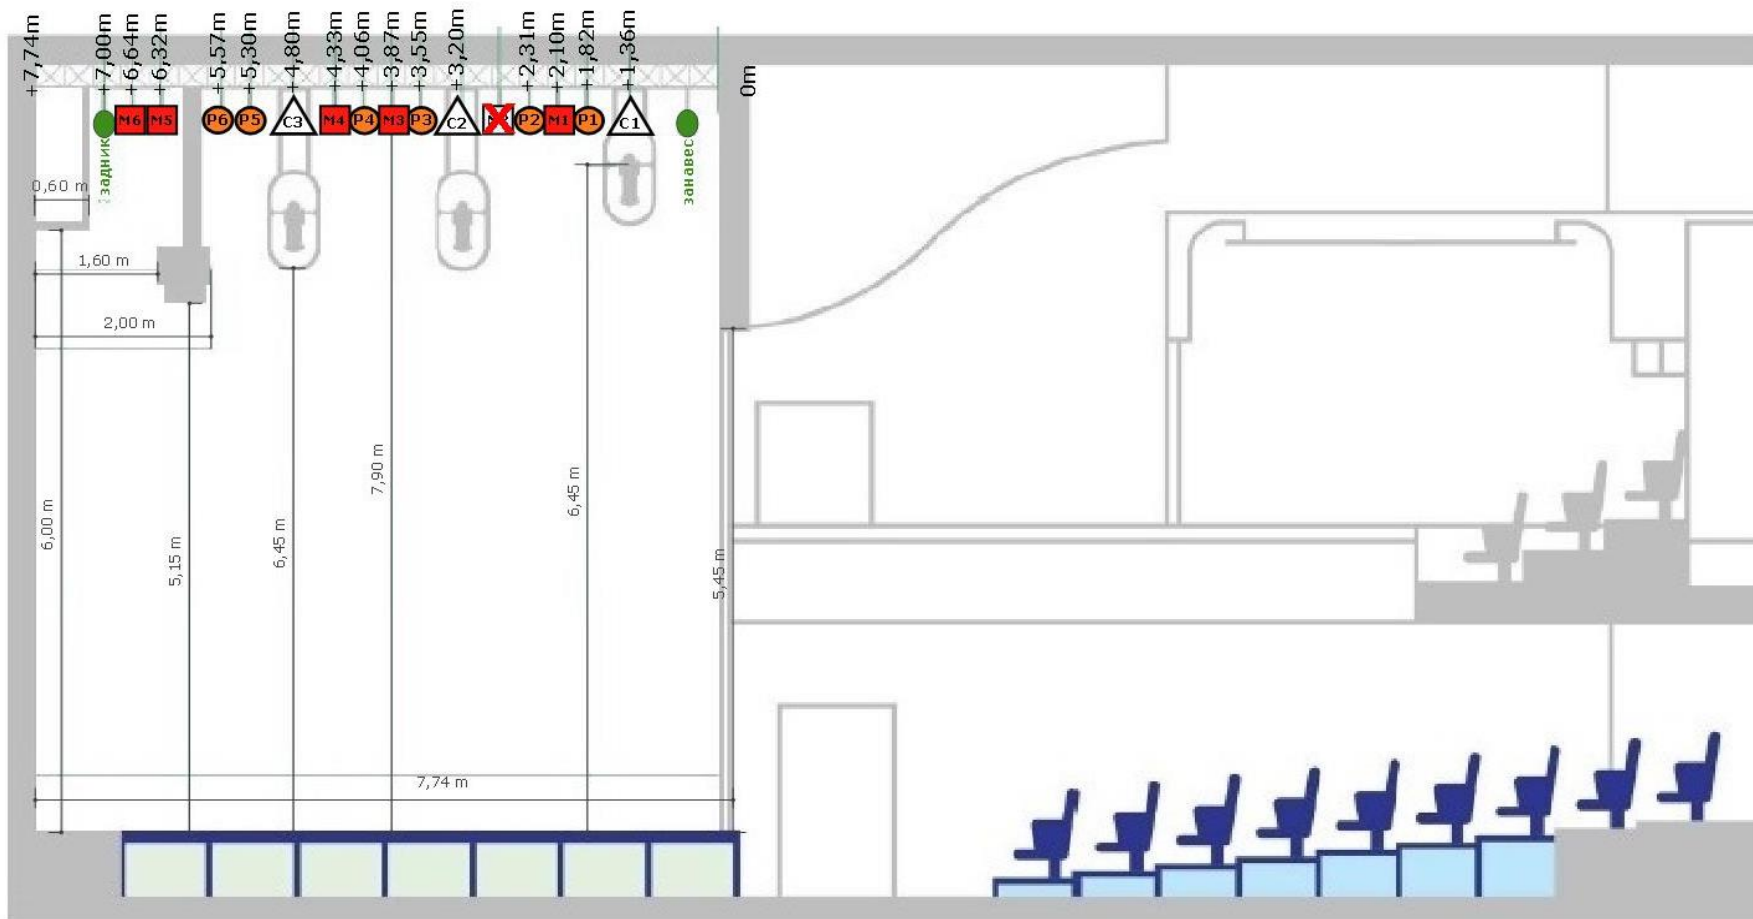 +7,74m
+7,00m
+6,64m
+6,32m
+5,57m
+5,30m
+4,80m
+4,33m
+4,06m
+3,87m
+3,55m
+3,20m
+2,31m
+2,10m
+1,82m
+1,36m
0m
M6 M5 P6 P5 C3 M4 P4 M3 P3 C2 P2 M1 P1 C1
задник
занавес
0,60 m
1,60 m
2,00 m
6,00 m
5,15 m
6,45 m
7,90 m
6,45 m
5,45 m
7,74 m